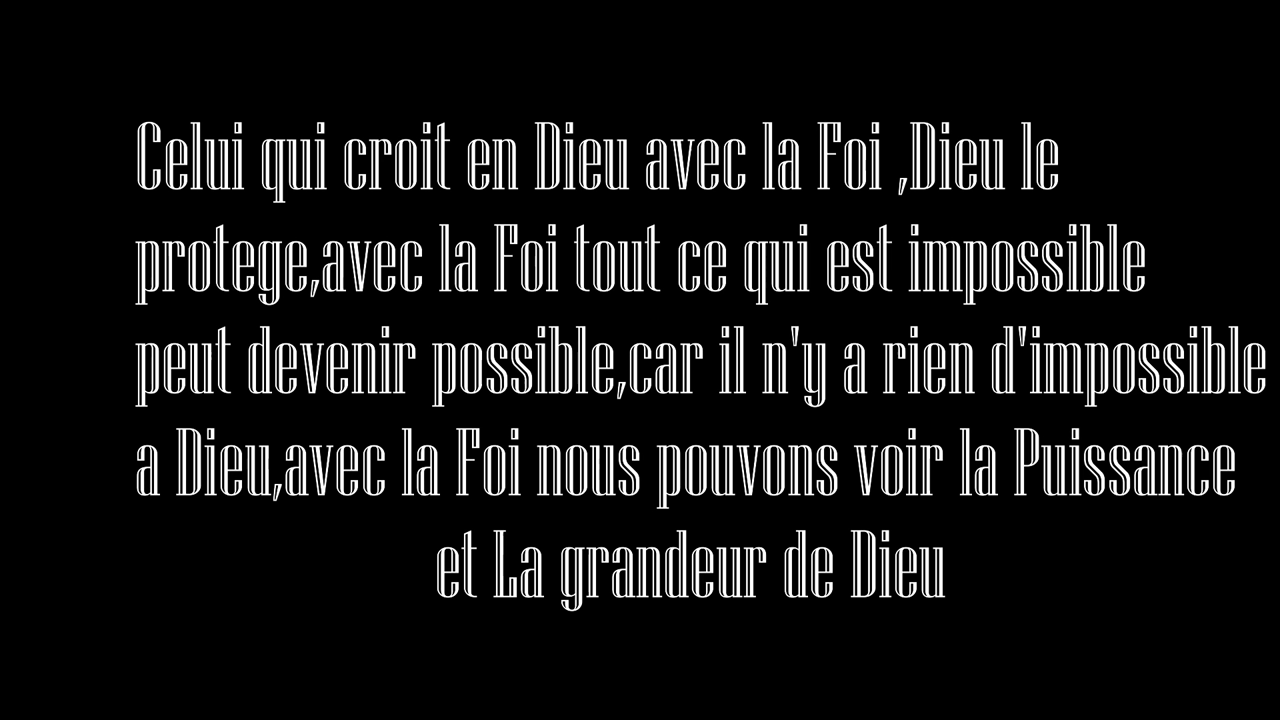 Celui qui croit en Dieu avec la Foi ,Dieu le
protege,avec la Foi tout ce qui est impossible
peut devenir possible,car il n'y a rien d'impossible
a Dieu,avec la Foi nous pouvons voir la Puissance
et La grandeur de Dieu